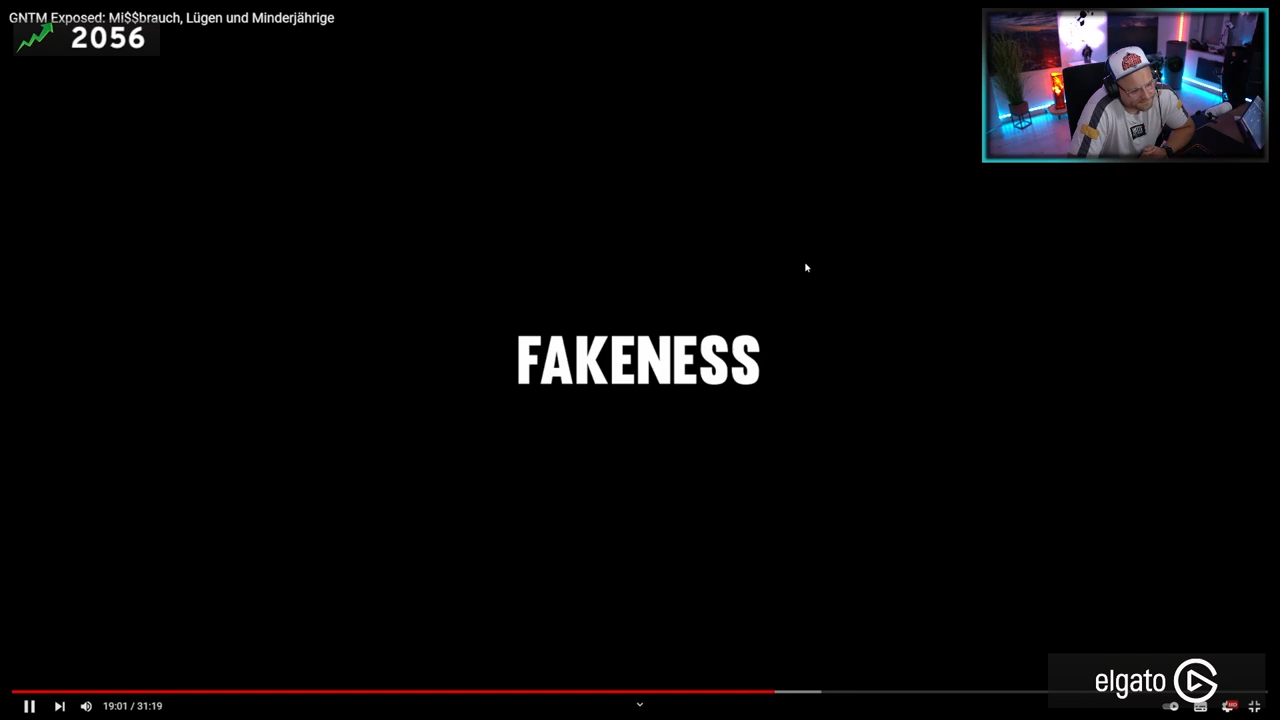 GNTM Exposed: Mi$$brauch, Lügen und Minderjährige
2056
FAKENESS
elgato
19:01 / 31:19